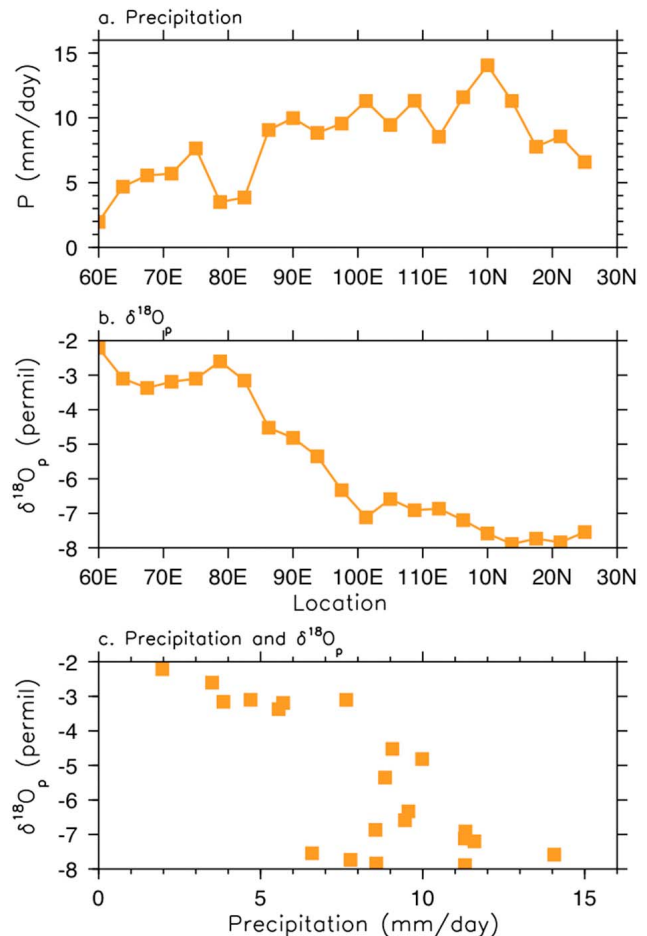 a. Precipitation
P (mm/day)
15
10
5
0
60E 70E 80E 90E 100E 110E 10N 20N 30N
b. δ¹⁸Oₚ
δ¹⁸Oₚ (permil)
-2
-3
-4
-5
-6
-7
-8
60E 70E 80E 90E 100E 110E 10N 20N 30N
Location
c. Precipitation and δ¹⁸Oₚ
δ¹⁸Oₚ (permil)
-2
-3
-4
-5
-6
-7
-8
0 5 10 15
Precipitation (mm/day)